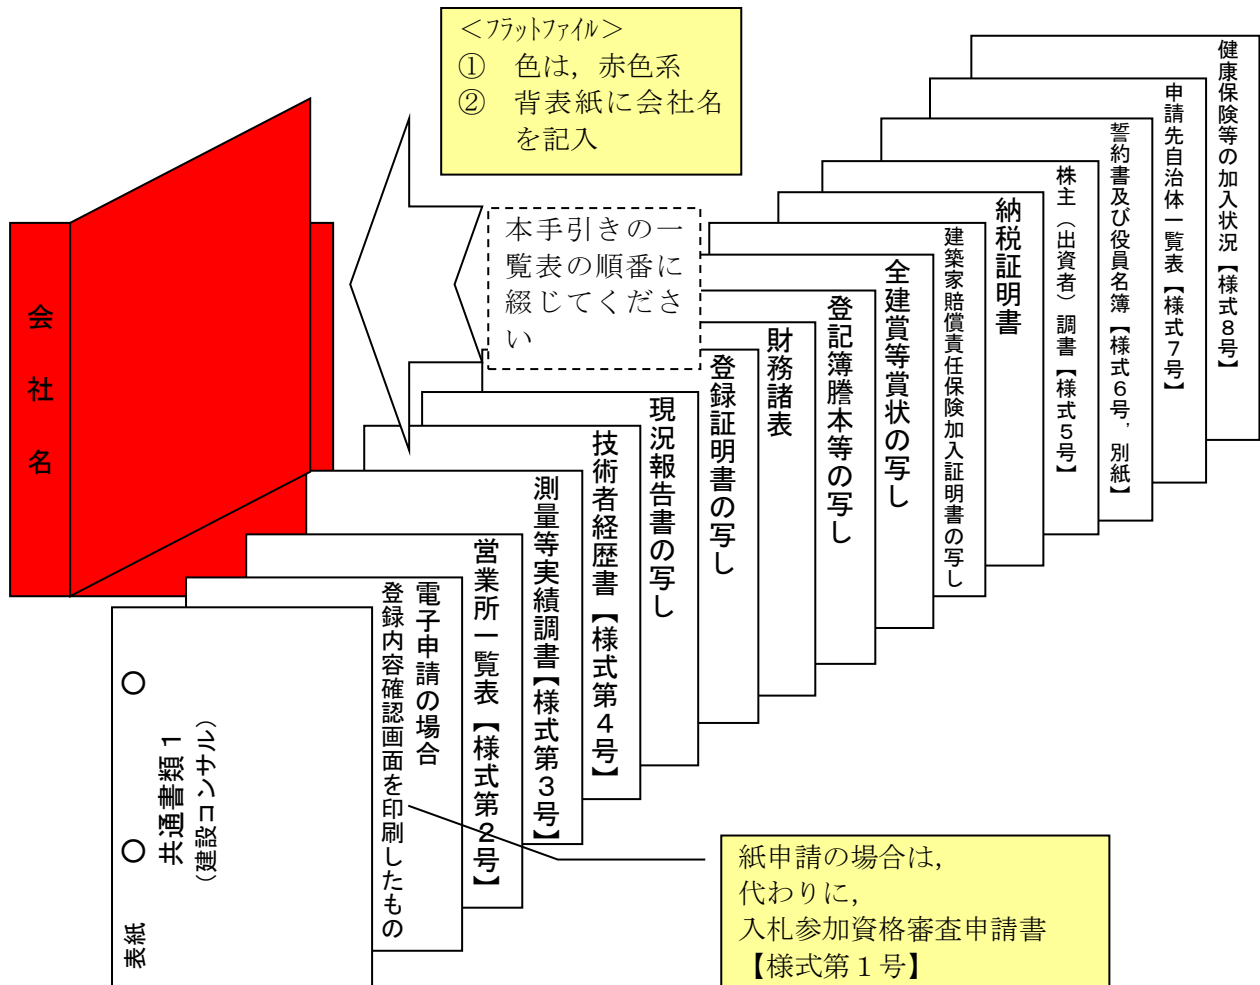 ＜フラットファイル＞
①　色は，赤色系
②　背表紙に会社名
を記入
本手引きの一
覧表の順番に
綴じてくださ
い
会社名
表紙
共通書類１
（建設コンサル）
電子申請の場合
登録内容確認画面を印刷したもの
営業所一覧表【様式第２号】
測量等実績調書【様式第３号】
技術者経歴書【様式第４号】
現況報告書の写し
登録証明書の写し
財務諸表
登記簿謄本等の写し
全建賞等賞状の写し
建築家賠償責任保険加入証明書の写し
納税証明書
株主（出資者）調書【様式５号】
誓約書及び役員名簿【様式６号，別紙】
申請先自治体一覧表【様式７号】
健康保険等の加入状況【様式８号】
紙申請の場合は，
代わりに，
入札参加資格審査申請書
【様式第１号】